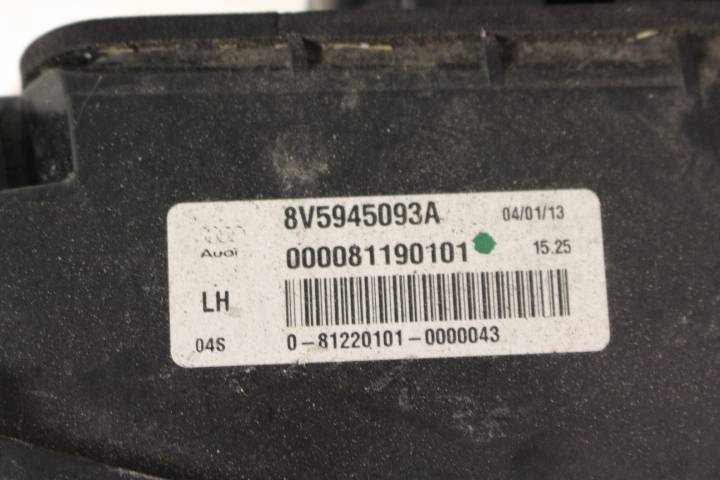 8V5945093A 04/01/13
Audi 000081190101 15.25
LH
04S 0-81220101-0000043